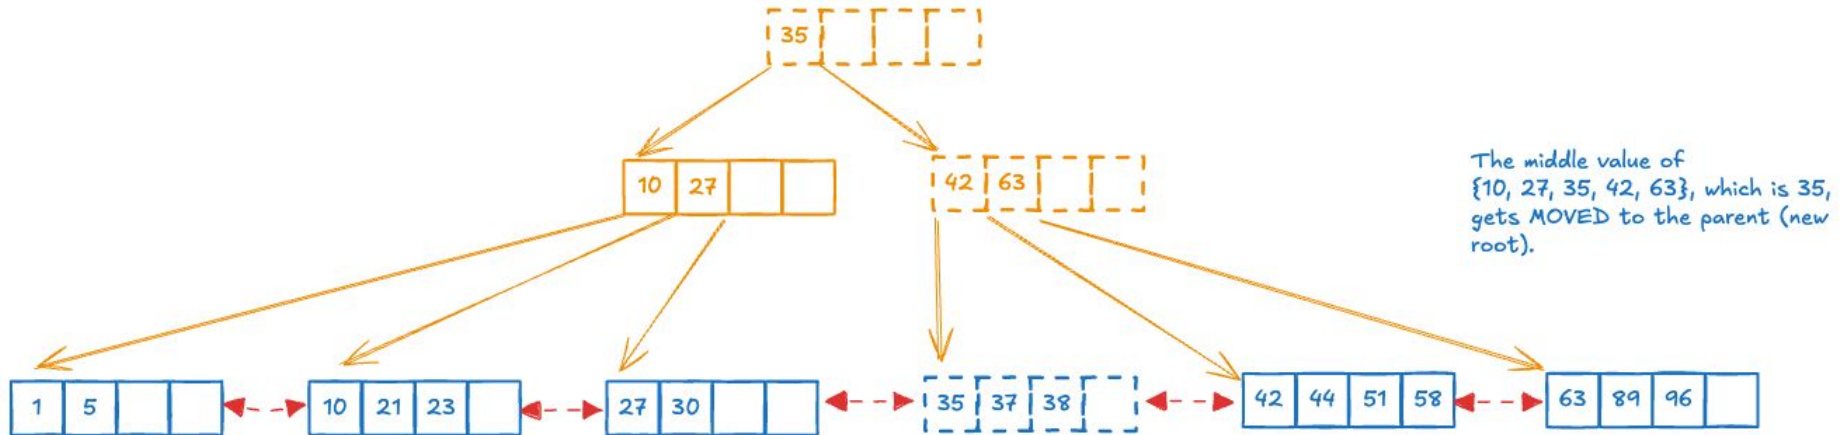 35
10 27
42 63
The middle value of
{10, 27, 35, 42, 63}, which is 35,
gets MOVED to the parent (new
root).
1 5
10 21 23
27 30
35 37 38
42 44 51 58
63 89 96